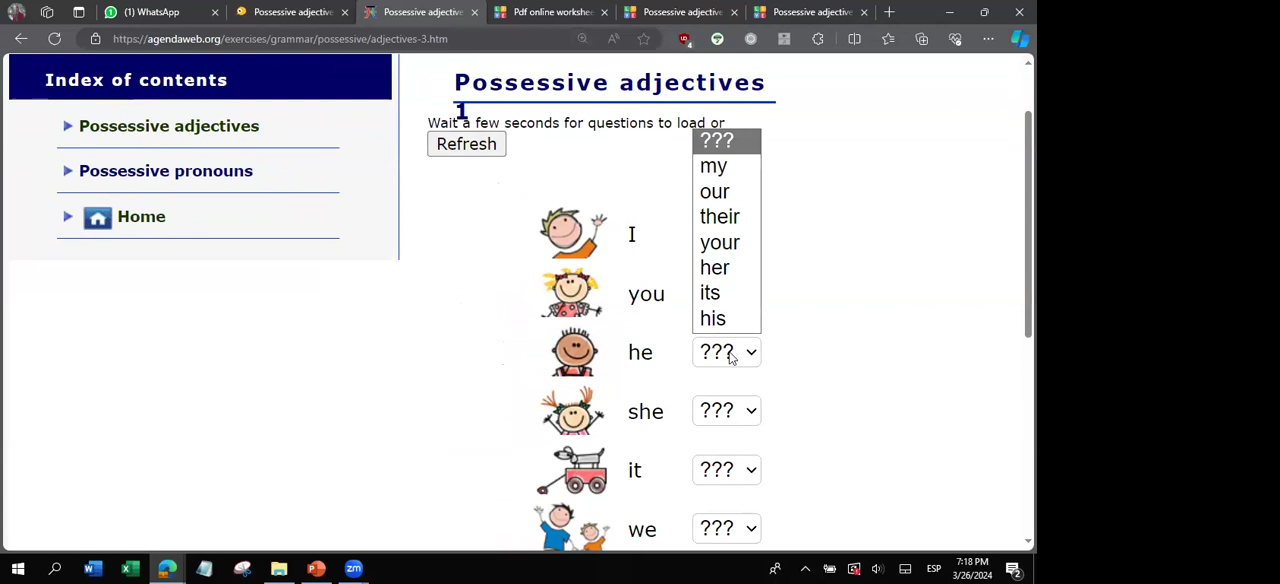 (1) WhatsApp
Possessive adjective
Possessive adjectiv
Pdf online workshee
Possessive adjective
Possessive adjective
https://agendaweb.org/exercises/grammar/possessive/adjectives-3.htm
Index of contents
Possessive adjectives
Possessive pronouns
Home
Possessive adjectives
1
Wait a few seconds for questions to load or
Refresh
???
my
our
their
your
her
its
his
I
you
he ???
she ???
it ???
we ???
ESP
7:18 PM
3/26/2024